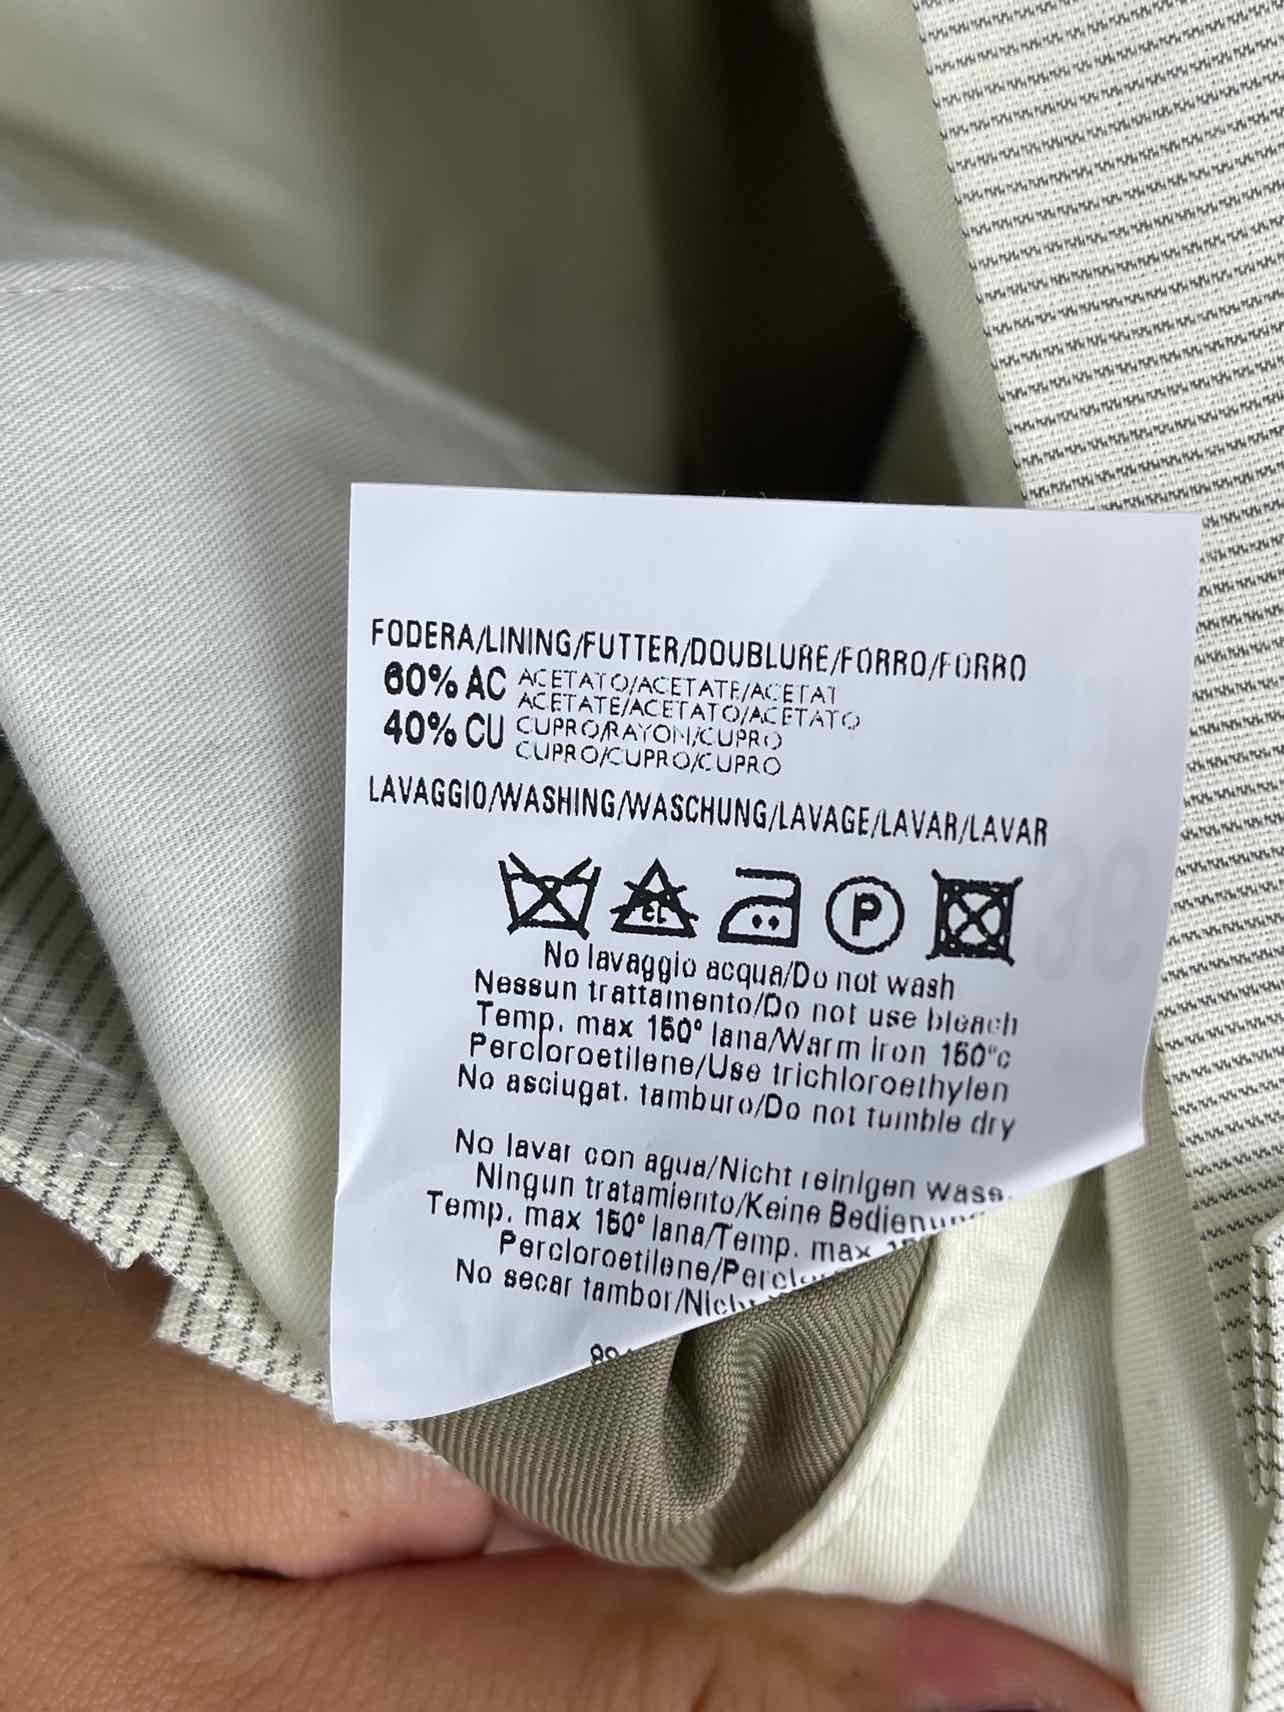 FODERA/LINING/FUTTER/DOUBLURE/FORRO/FORRO
60% AC ACETATO/ACETATE/ACETAT
ACETATE/ACETATO/ACETATO
40% CU CUPRO/RAYON/CUPRO
CUPRO/CUPRO/CUPRO
LAVAGGIO/WASHING/WASCHUNG/LAVAGE/LAVAR/LAVAR
CL P
No lavaggio acqua/Do not wash
Nessun trattamento/Do not use bleach
Temp. max 150° lana/Warm iron 150°c
Percloroetilene/Use trichloroethylen
No asciugat. tamburo/Do not tumble dry
No lavar con agua/Nicht reinigen wass.
Ningun tratamiento/Keine
Temp. max 150° lana/Temp. max
Percloroetilene/
No secar tambor/